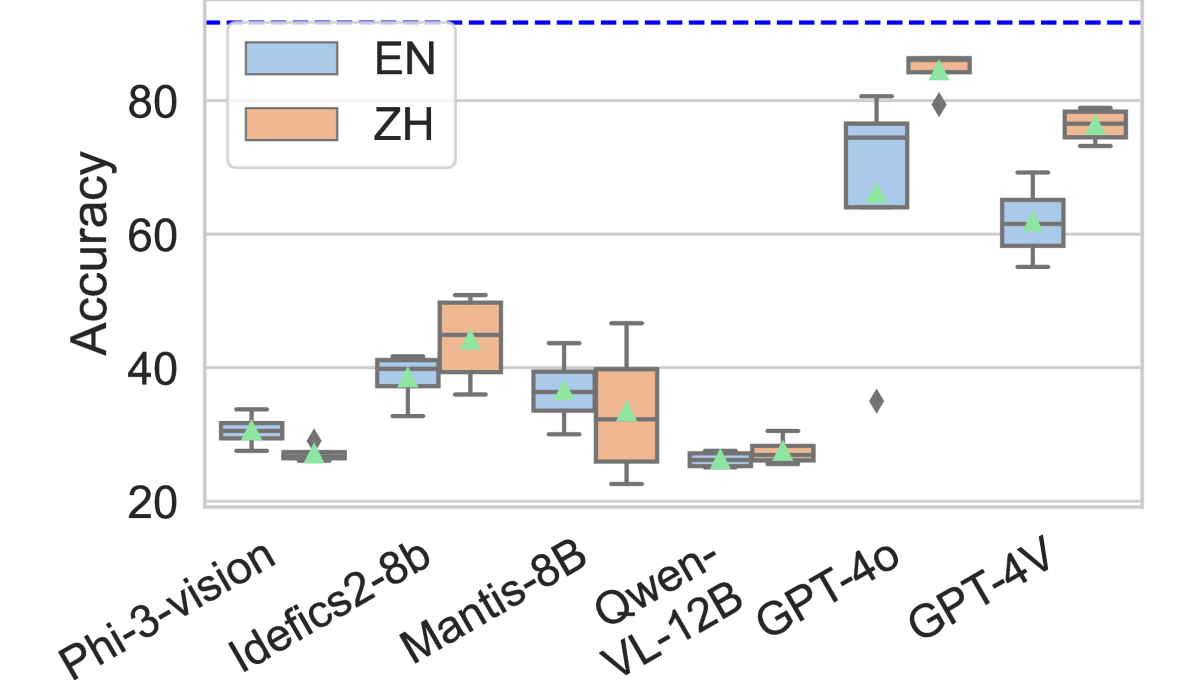 EN
ZH
Accuracy
80
60
40
20
Phi-3-vision
Idefics2-8b
Mantis-8B
Qwen-
VL-12B
GPT-4o
GPT-4V